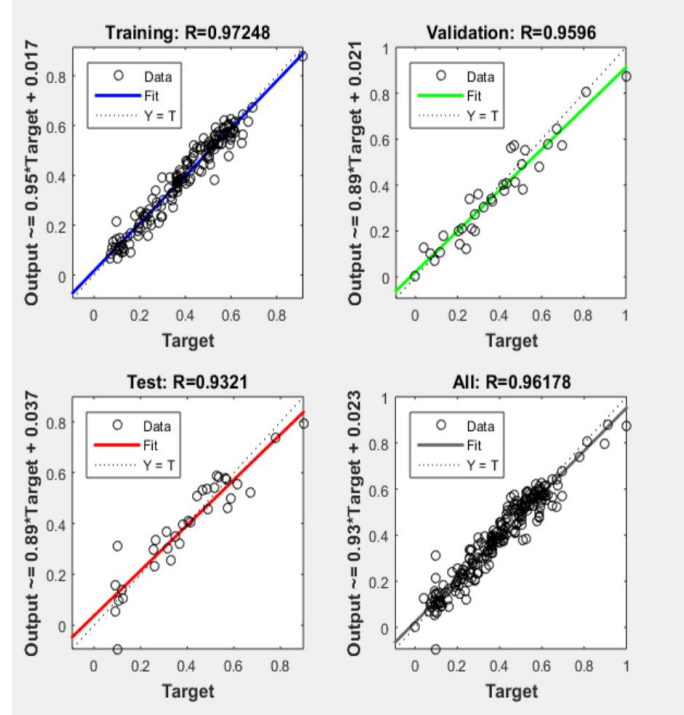 Training: R=0.97248
Output ~= 0.95*Target + 0.017
Data
Fit
Y = T
0.8
0.6
0.4
0.2
0
0 0.2 0.4 0.6 0.8
Target
Validation: R=0.9596
Output ~= 0.89*Target + 0.021
Data
Fit
Y = T
1
0.8
0.6
0.4
0.2
0
0 0.2 0.4 0.6 0.8 1
Target
Test: R=0.9321
Output ~= 0.89*Target + 0.037
Data
Fit
Y = T
0.8
0.6
0.4
0.2
0
0 0.2 0.4 0.6 0.8
Target
All: R=0.96178
Output ~= 0.93*Target + 0.023
Data
Fit
Y = T
1
0.8
0.6
0.4
0.2
0
0 0.2 0.4 0.6 0.8 1
Target